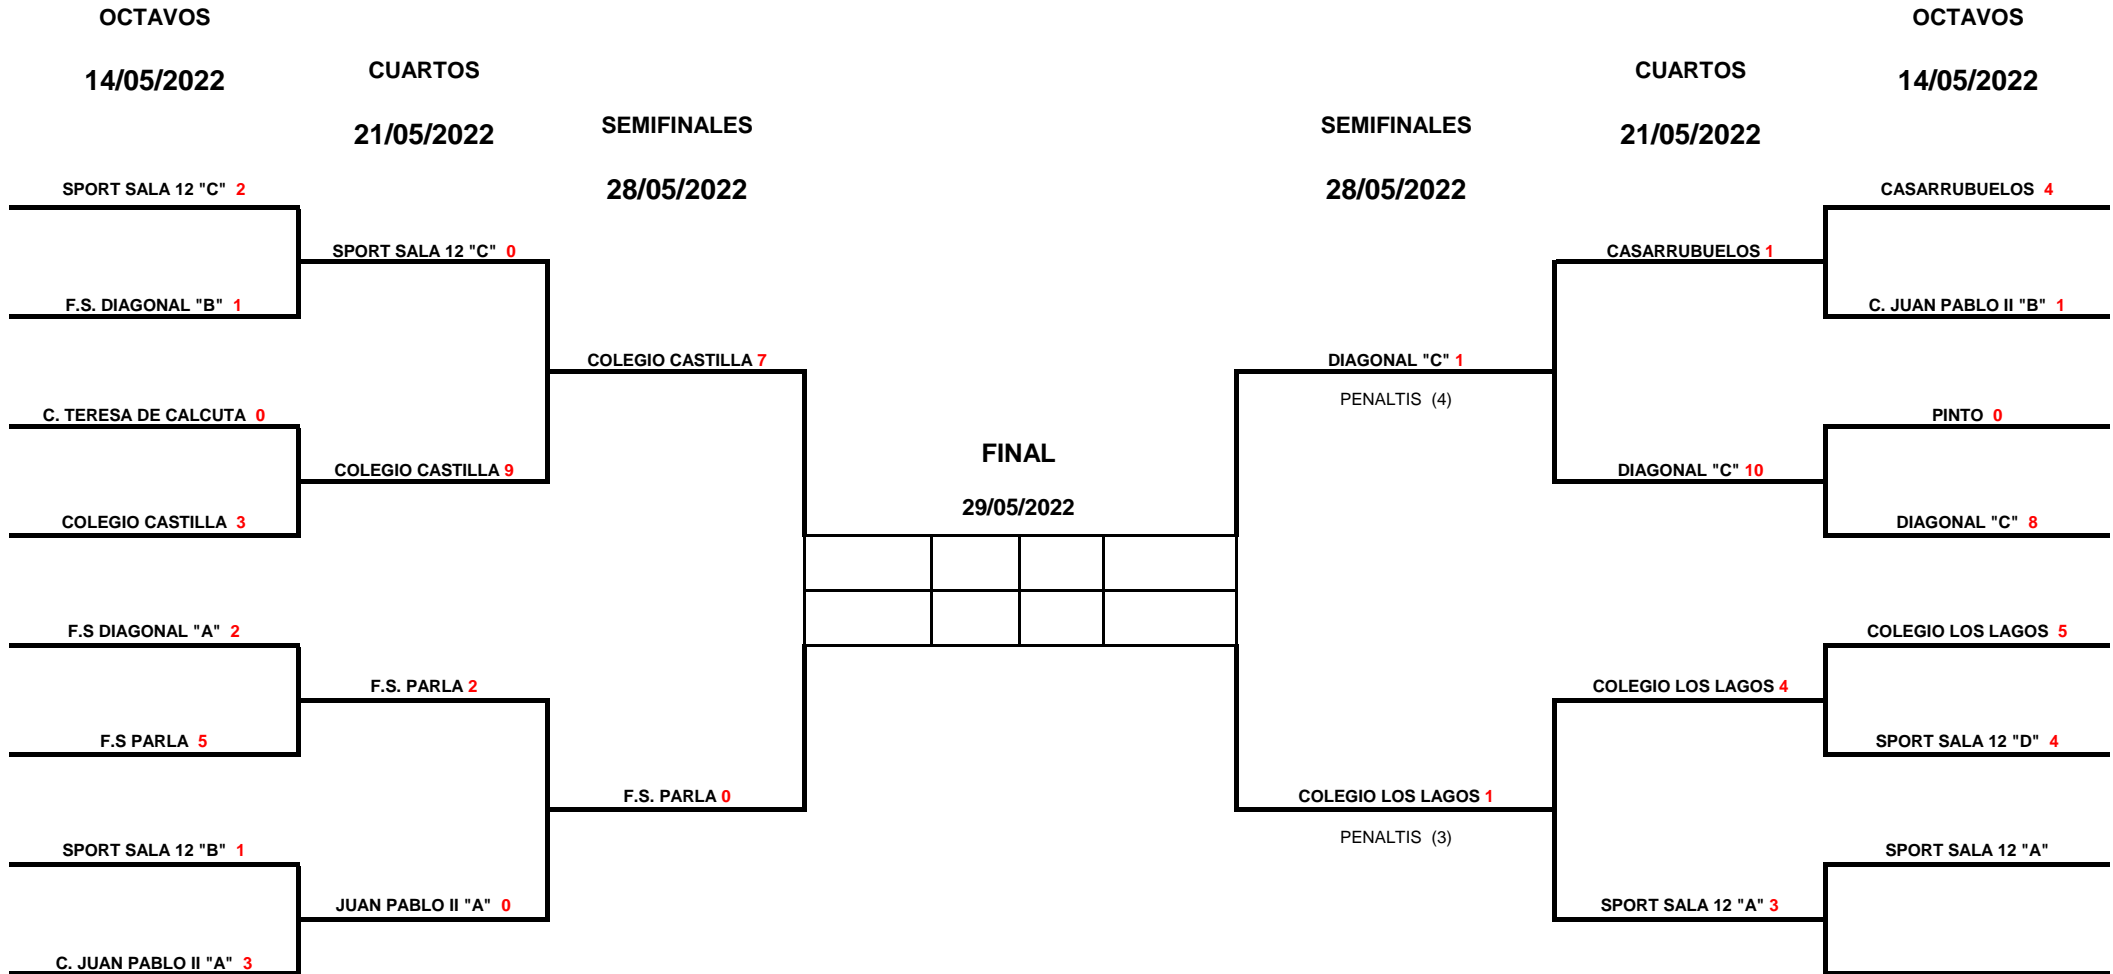 OCTAVOS
14/05/2022
CUARTOS
21/05/2022
SEMIFINALES
28/05/2022
SPORT SALA 12 "C" 2
F.S. DIAGONAL "B" 1
C. TERESA DE CALCUTA 0
COLEGIO CASTILLA 3
F.S DIAGONAL "A" 2
F.S PARLA 5
SPORT SALA 12 "B" 1
C. JUAN PABLO II "A" 3
SPORT SALA 12 "C" 0
COLEGIO CASTILLA 9
F.S. PARLA 2
JUAN PABLO II "A" 0
COLEGIO CASTILLA 7
F.S. PARLA 0
FINAL
29/05/2022
SEMIFINALES
28/05/2022
DIAGONAL "C" 1
PENALTIS (4)
COLEGIO LOS LAGOS 1
PENALTIS (3)
CUARTOS
21/05/2022
CASARRUBUELOS 1
DIAGONAL "C" 10
COLEGIO LOS LAGOS 4
SPORT SALA 12 "A" 3
OCTAVOS
14/05/2022
CASARRUBUELOS 4
C. JUAN PABLO II "B" 1
PINTO 0
DIAGONAL "C" 8
COLEGIO LOS LAGOS 5
SPORT SALA 12 "D" 4
SPORT SALA 12 "A"